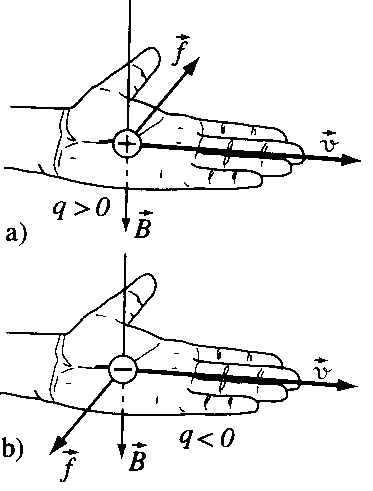 f⃗
+
v⃗
q > 0
B⃗
a)
−
v⃗
q < 0
b)
f⃗
B⃗